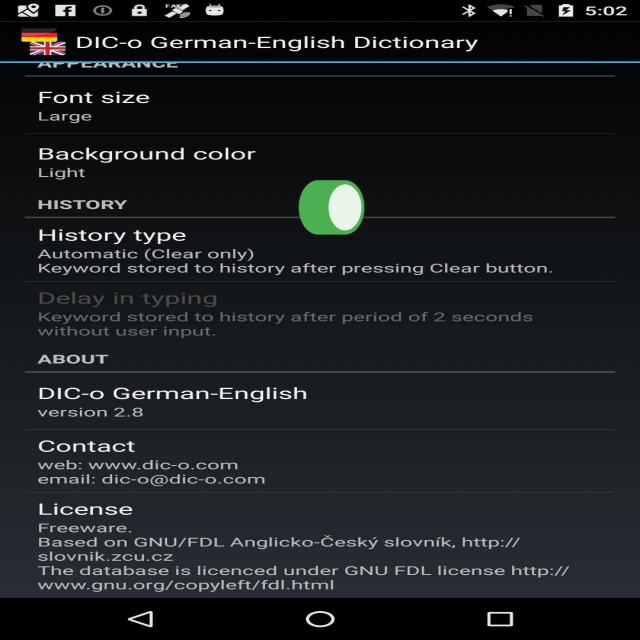 5:02
DIC-o German-English Dictionary
APPEARANCE
Font size
Large
Background color
Light
HISTORY
History type
Automatic (Clear only)
Keyword stored to history after pressing Clear button.
Delay in typing
Keyword stored to history after period of 2 seconds
without user input.
ABOUT
DIC-o German-English
version 2.8
Contact
web: www.dic-o.com
email: dic-o@dic-o.com
License
Freeware.
Based on GNU/FDL Anglicko-Český slovník, http://
slovnik.zcu.cz
The database is licenced under GNU FDL license http://
www.gnu.org/copyleft/fdl.html